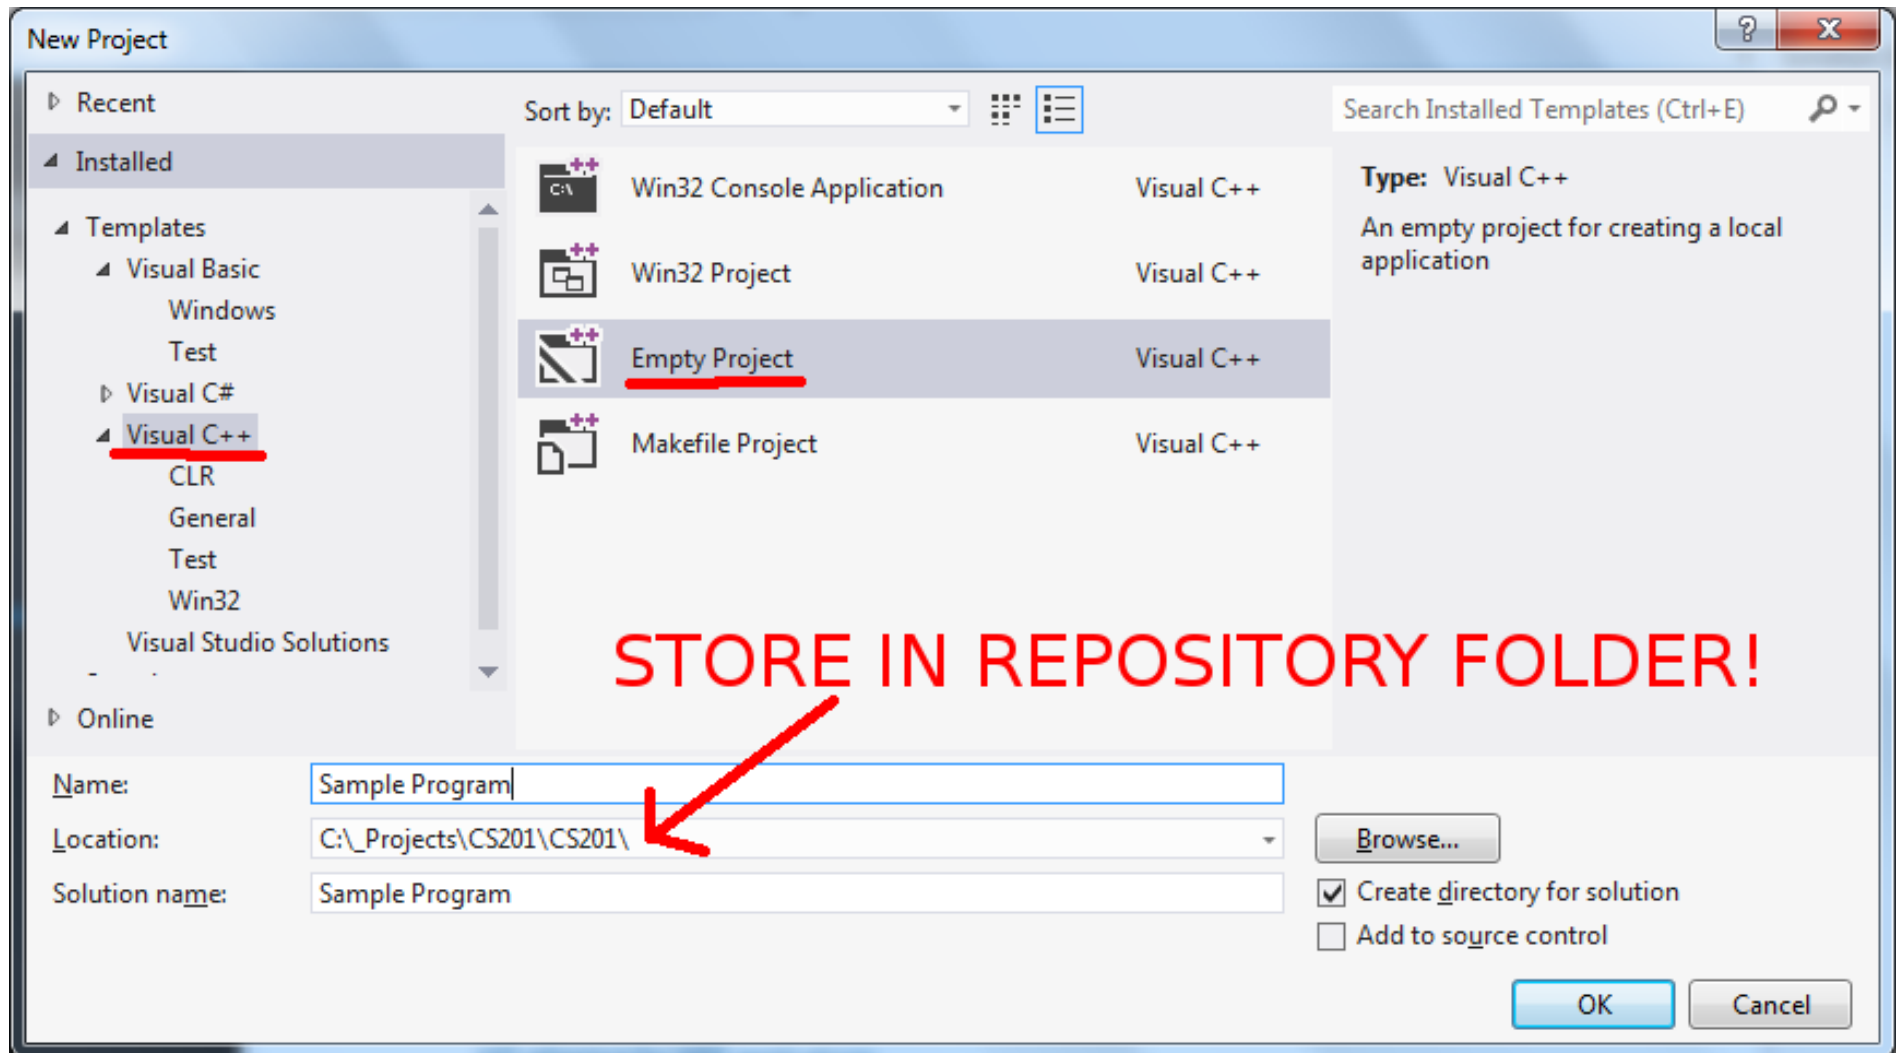 New Project
Recent
Sort by: Default
Search Installed Templates (Ctrl+E)
Installed
Templates
Visual Basic
Windows
Test
Visual C#
Visual C++
CLR
General
Test
Win32
Visual Studio Solutions
Online
C:\
Win32 Console Application Visual C++
Win32 Project Visual C++
Empty Project Visual C++
Makefile Project Visual C++
Type: Visual C++
An empty project for creating a local
application
STORE IN REPOSITORY FOLDER!
Name: Sample Program
Location: C:\_Projects\CS201\CS201\
Browse...
Solution name: Sample Program
Create directory for solution
Add to source control
OK
Cancel